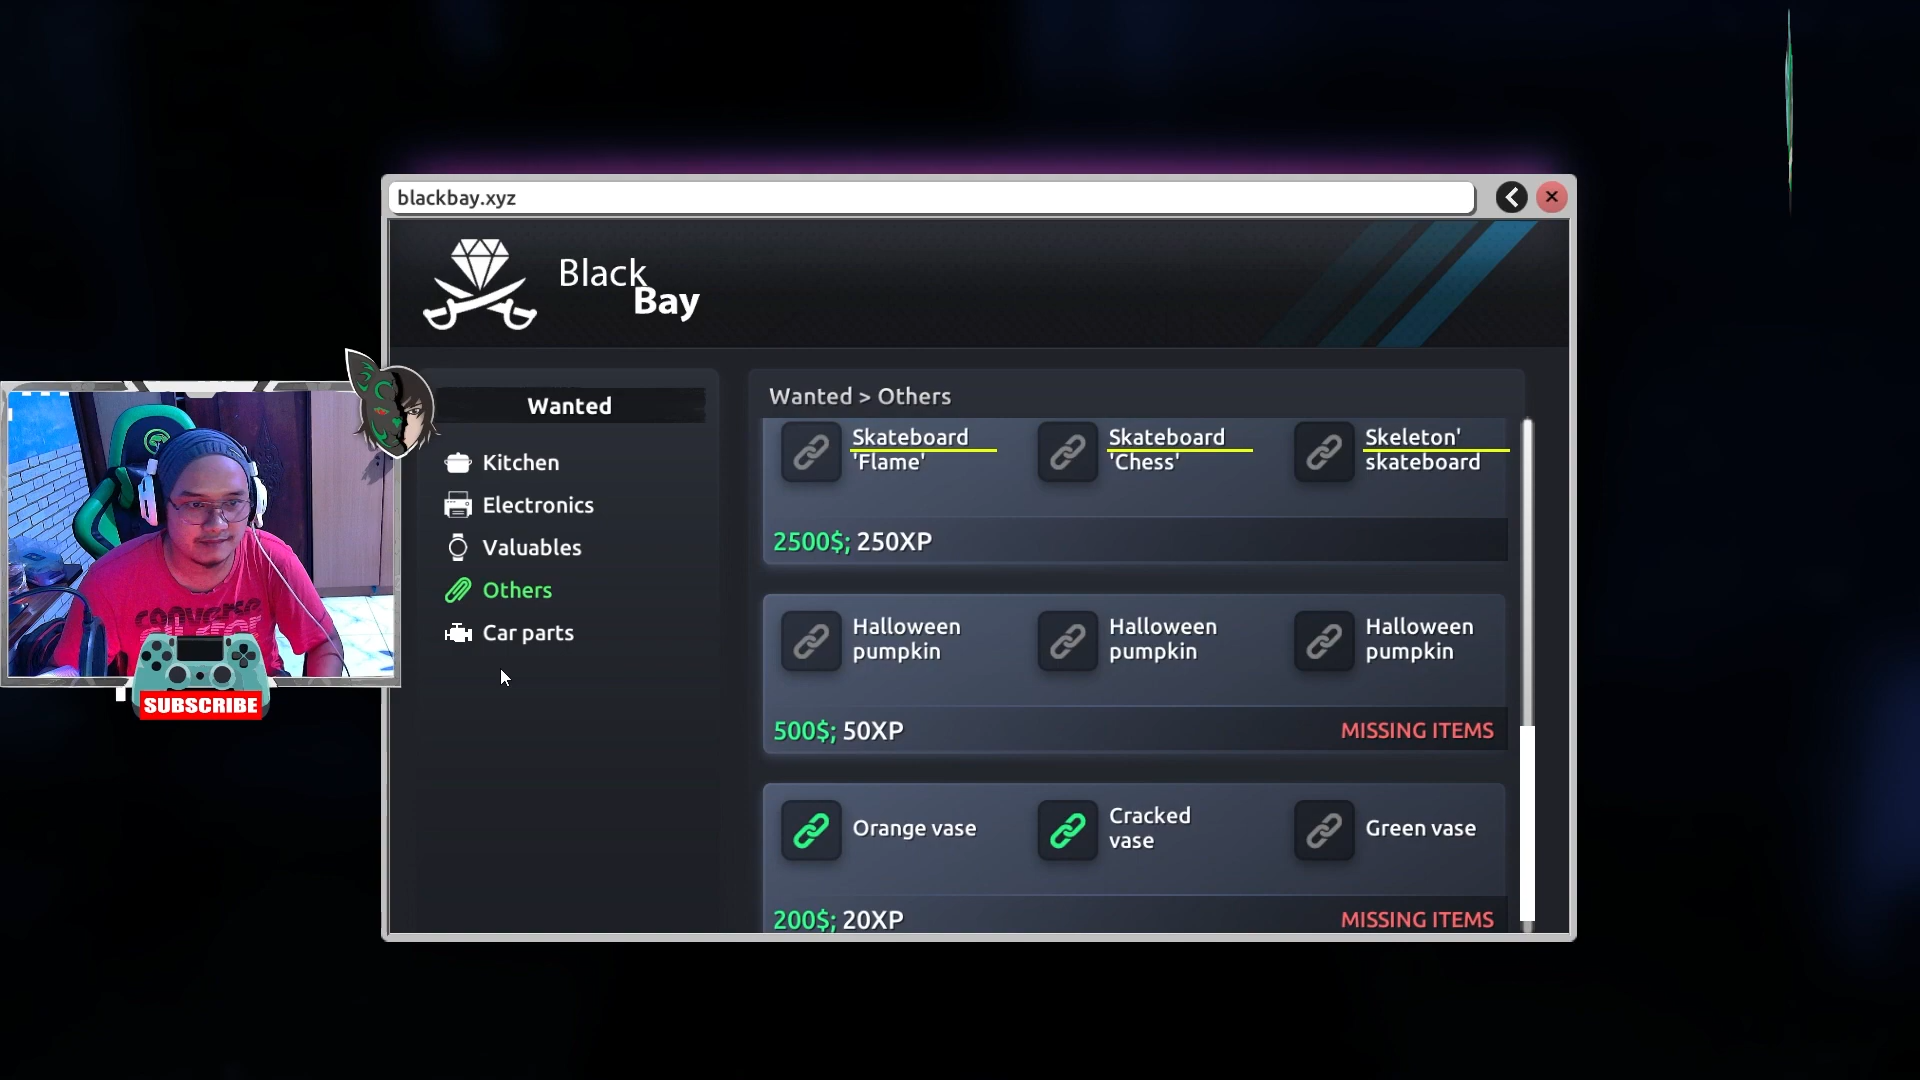 blackbay.xyz
Black
Bay
Wanted
Kitchen
Electronics
Valuables
Others
Car parts
Wanted > Others
Skateboard
'Flame'
Skateboard
'Chess'
Skeleton'
skateboard
2500$; 250XP
Halloween
pumpkin
Halloween
pumpkin
Halloween
pumpkin
500$; 50XP
MISSING ITEMS
Orange vase
Cracked
vase
Green vase
200$; 20XP
MISSING ITEMS
converse
SUBSCRIBE